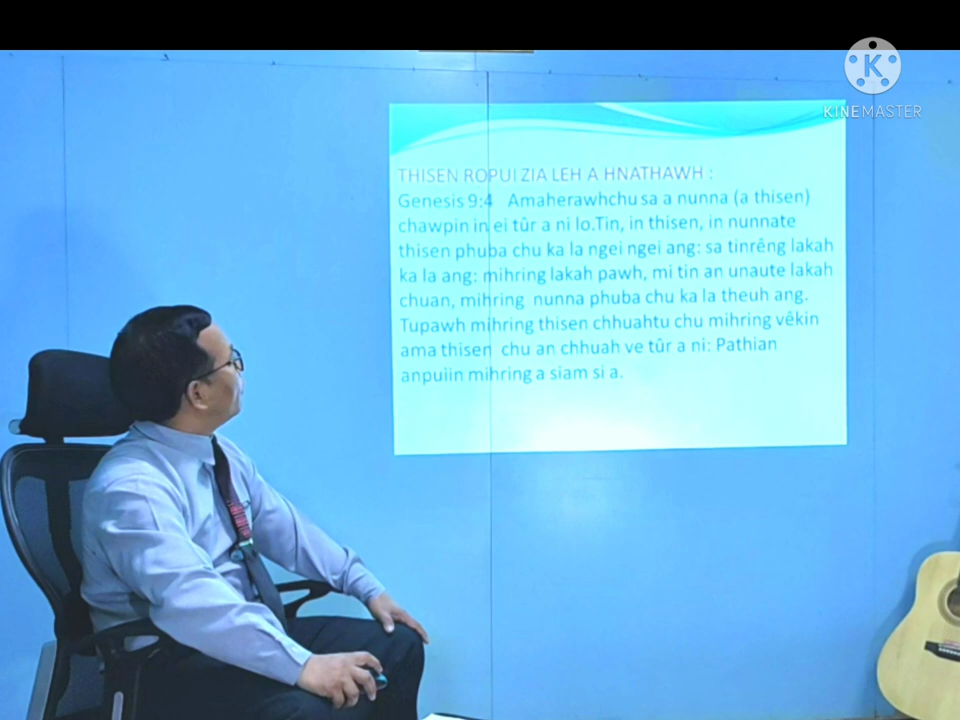 K
KINEMASTER
THISEN ROPUI ZIA LEH A HNATHAWH :
Genesis 9:4 Amaherawhchu sa a nunna (a thisen)
chawpin in ei tûr a ni lo.Tin, in thisen, in nunnate
thisen phuba chu ka la ngei ngei ang: sa tinrêng lakah
ka la ang: mihring lakah pawh, mi tin an unaute lakah
chuan, mihring nunna phuba chu ka la theuh ang.
Tupawh mihring thisen chhuahtu chu mihring vêkin
ama thisen chu an chhuah ve tûr a ni: Pathian
anpuiin mihring a siam si a.